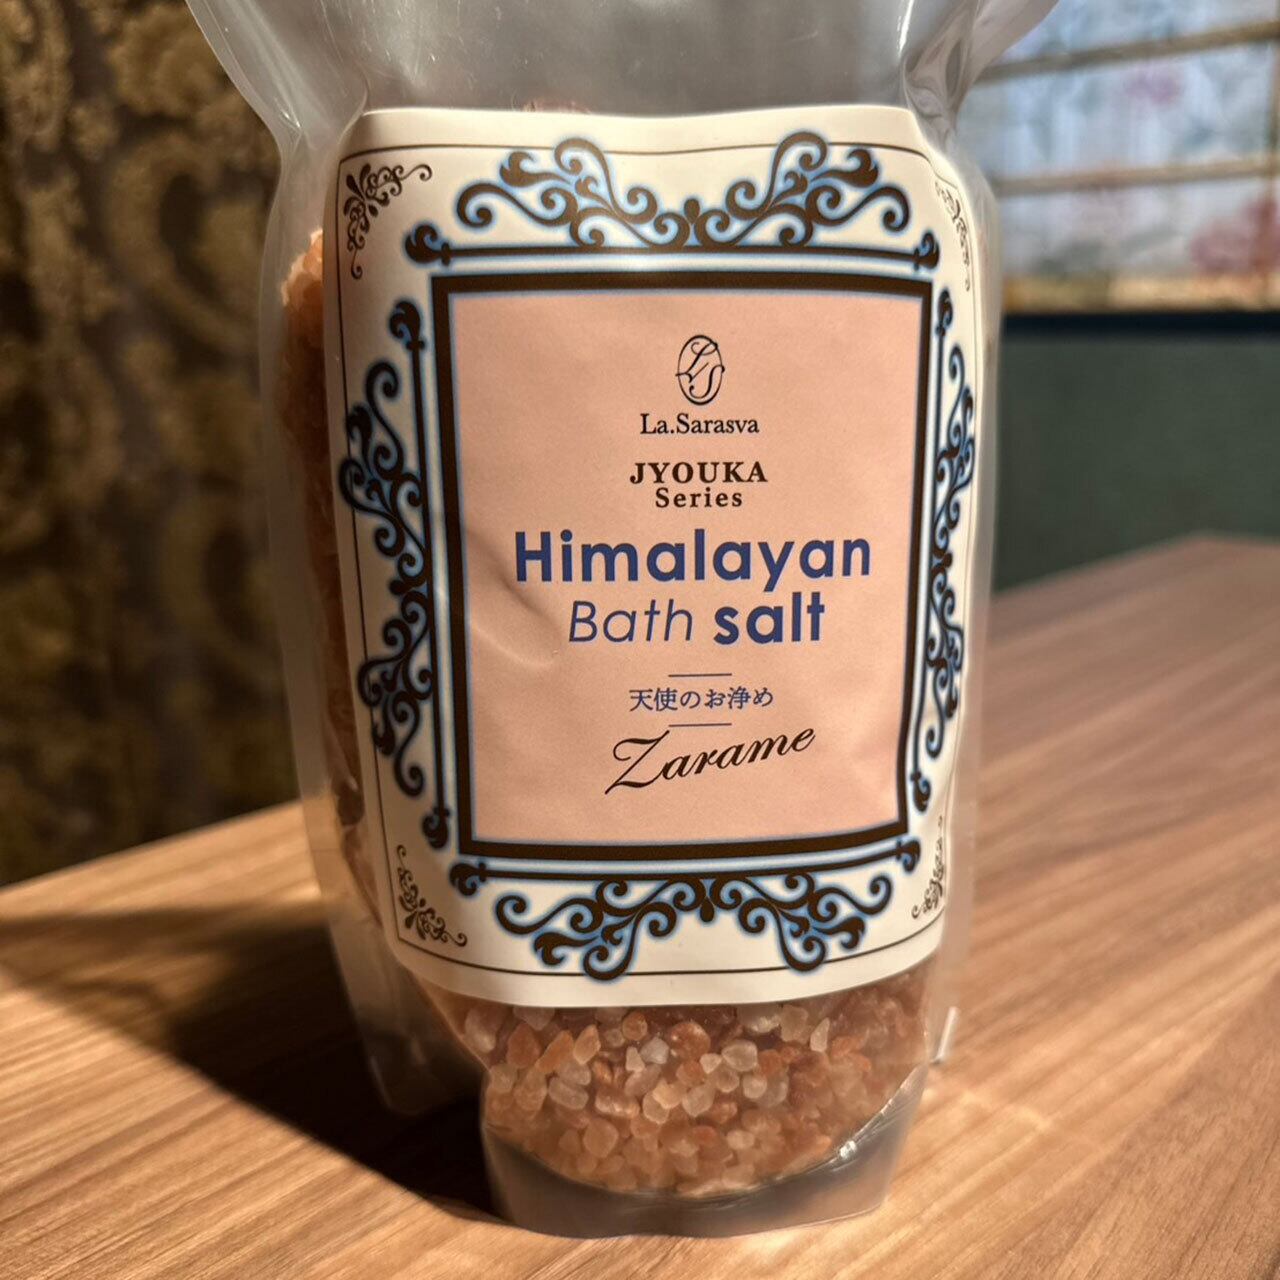 LS
La.Sarasva
JYOUKA
Series
Himalayan
Bath salt
天使のお浄め
Zarame